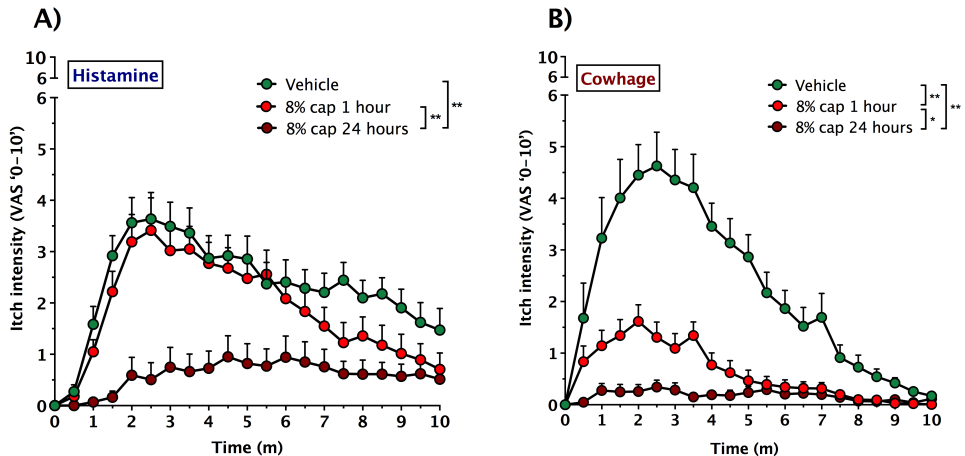 A)
Histamine
10
6
6
5
4
3
2
1
0
Itch intensity (VAS ‘0–10’)
Vehicle
8% cap 1 hour
8% cap 24 hours
**
**
0 1 2 3 4 5 6 7 8 9 10
Time (m)
B)
Cowhage
10
6
6
5
4
3
2
1
0
Itch intensity (VAS ‘0–10’)
Vehicle
8% cap 1 hour
8% cap 24 hours
**
*
**
0 1 2 3 4 5 6 7 8 9 10
Time (m)